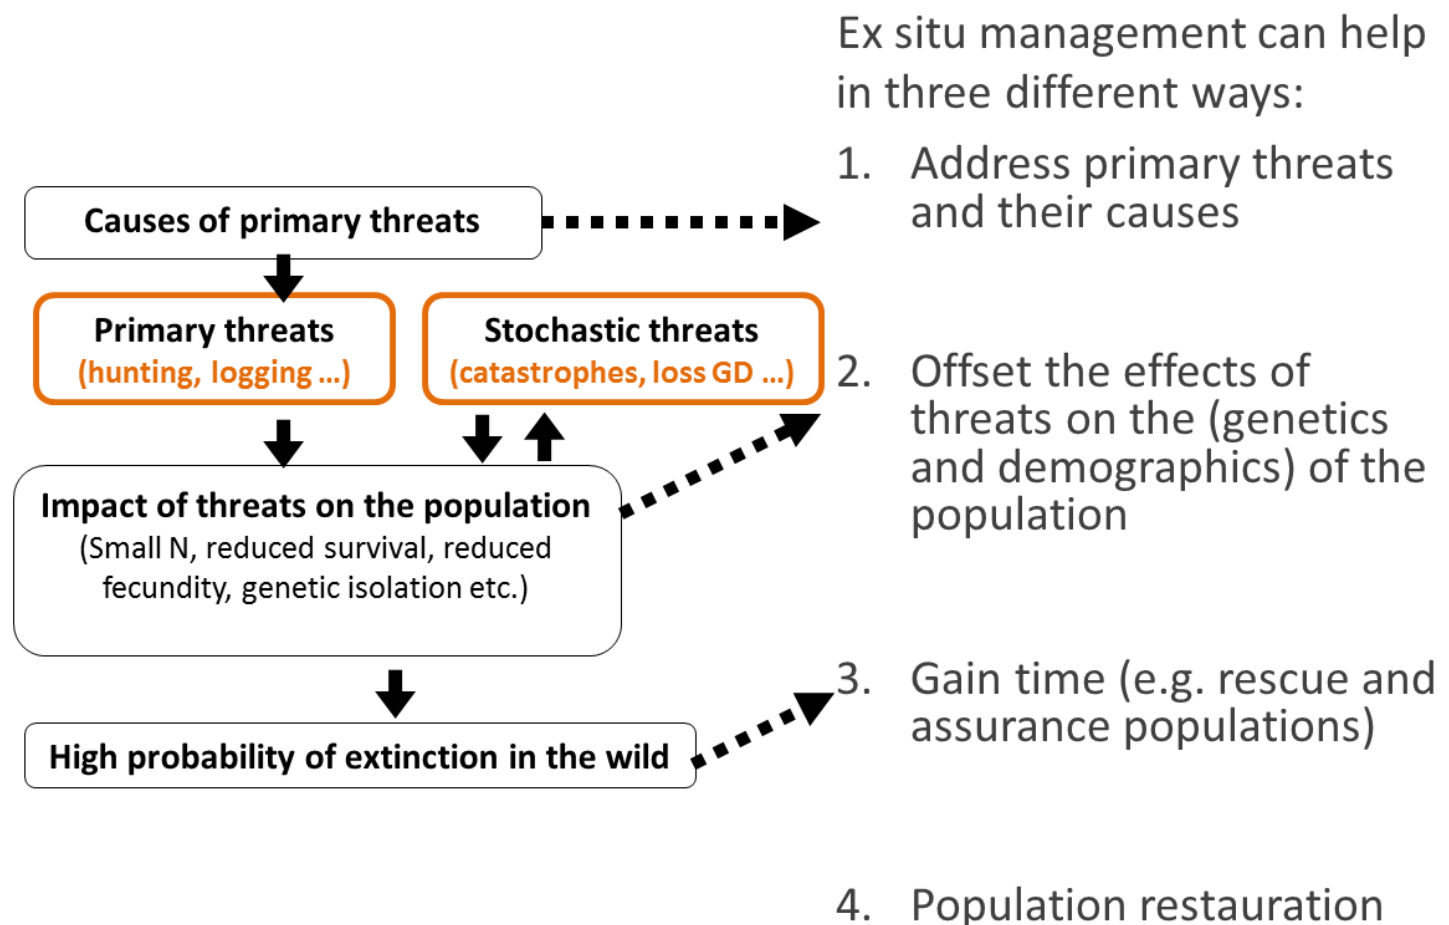 Ex situ management can help
in three different ways:
1. Address primary threats
and their causes
Causes of primary threats
Primary threats
(hunting, logging ...)
Stochastic threats
(catastrophes, loss GD ...)
2. Offset the effects of
threats on the (genetics
and demographics) of the
population
Impact of threats on the population
(Small N, reduced survival, reduced
fecundity, genetic isolation etc.)
3. Gain time (e.g. rescue and
assurance populations)
High probability of extinction in the wild
4. Population restauration